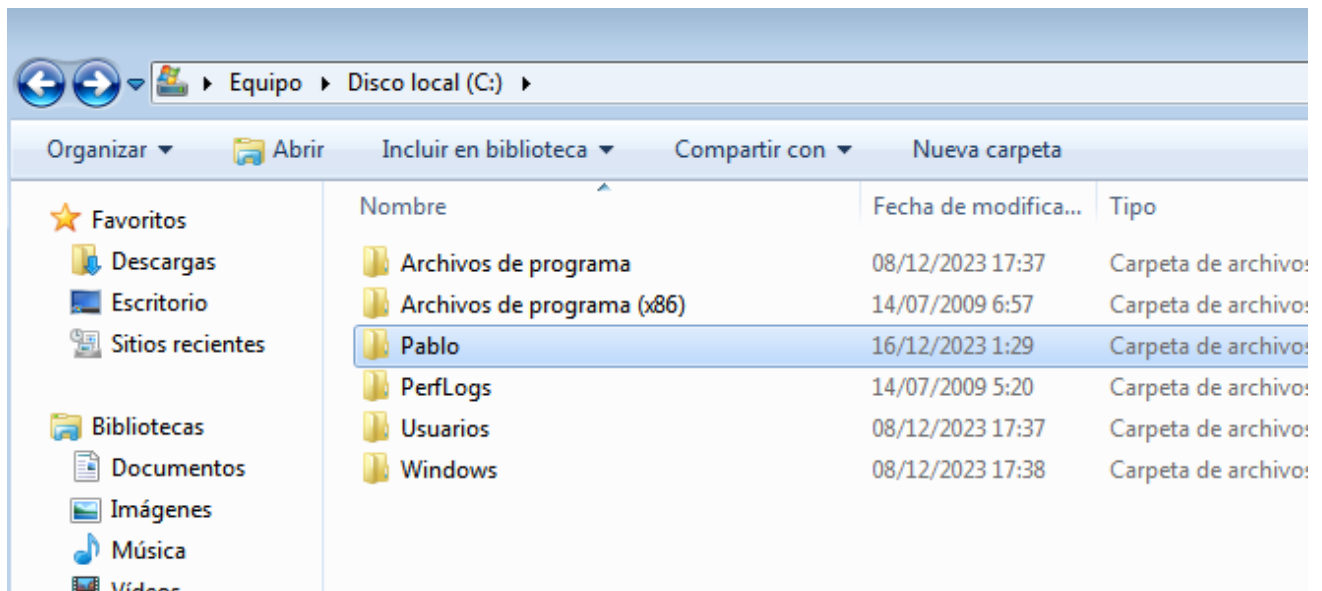 Equipo Disco local (C:)
Organizar Abrir Incluir en biblioteca Compartir con Nueva carpeta
Favoritos
Descargas
Escritorio
Sitios recientes
Bibliotecas
Documentos
Imágenes
Música
Vídeos
Nombre Fecha de modifica... Tipo
Archivos de programa 08/12/2023 17:37 Carpeta de archivos
Archivos de programa (x86) 14/07/2009 6:57 Carpeta de archivos
Pablo 16/12/2023 1:29 Carpeta de archivos
PerfLogs 14/07/2009 5:20 Carpeta de archivos
Usuarios 08/12/2023 17:37 Carpeta de archivos
Windows 08/12/2023 17:38 Carpeta de archivos